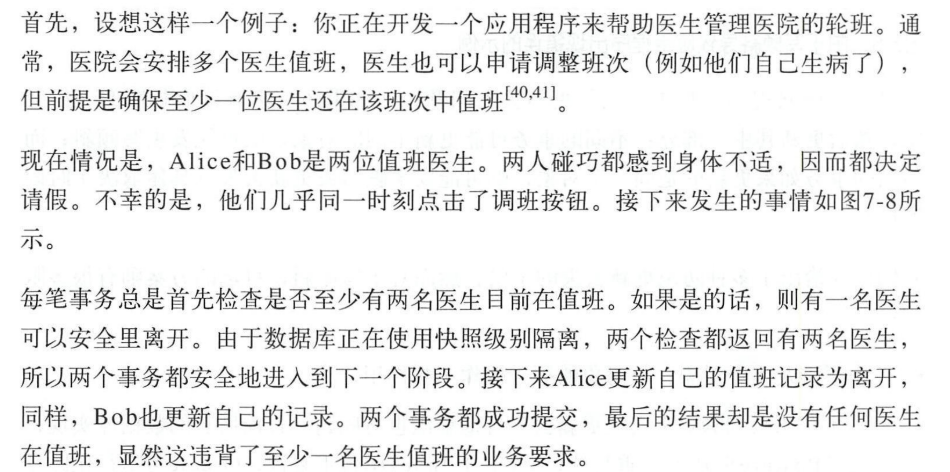 首先，设想这样一个例子：你正在开发一个应用程序来帮助医生管理医院的轮班。通
常，医院会安排多个医生值班，医生也可以申请调整班次（例如他们自己生病了），
但前提是确保至少一位医生还在该班次中值班[40,41]。
现在情况是，Alice和Bob是两位值班医生。两人碰巧都感到身体不适，因而都决定
请假。不幸的是，他们几乎同一时刻点击了调班按钮。接下来发生的事情如图7-8所
示。
每笔事务总是首先检查是否至少有两名医生目前在值班。如果是的话，则有一名医生
可以安全里离开。由于数据库正在使用快照级别隔离，两个检查都返回有两名医生，
所以两个事务都安全地进入到下一个阶段。接下来Alice更新自己的值班记录为离开，
同样，Bob也更新自己的记录。两个事务都成功提交，最后的结果却是没有任何医生
在值班，显然这违背了至少一名医生值班的业务要求。